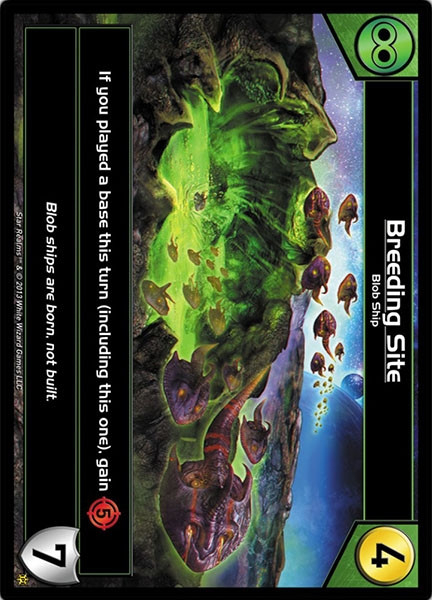 Breeding Site
Blob Ship
4
If you played a base this turn (including this one), gain 5
Blob ships are born, not built.
Star Realms™ & © 2013 White Wizard Games LLC
7